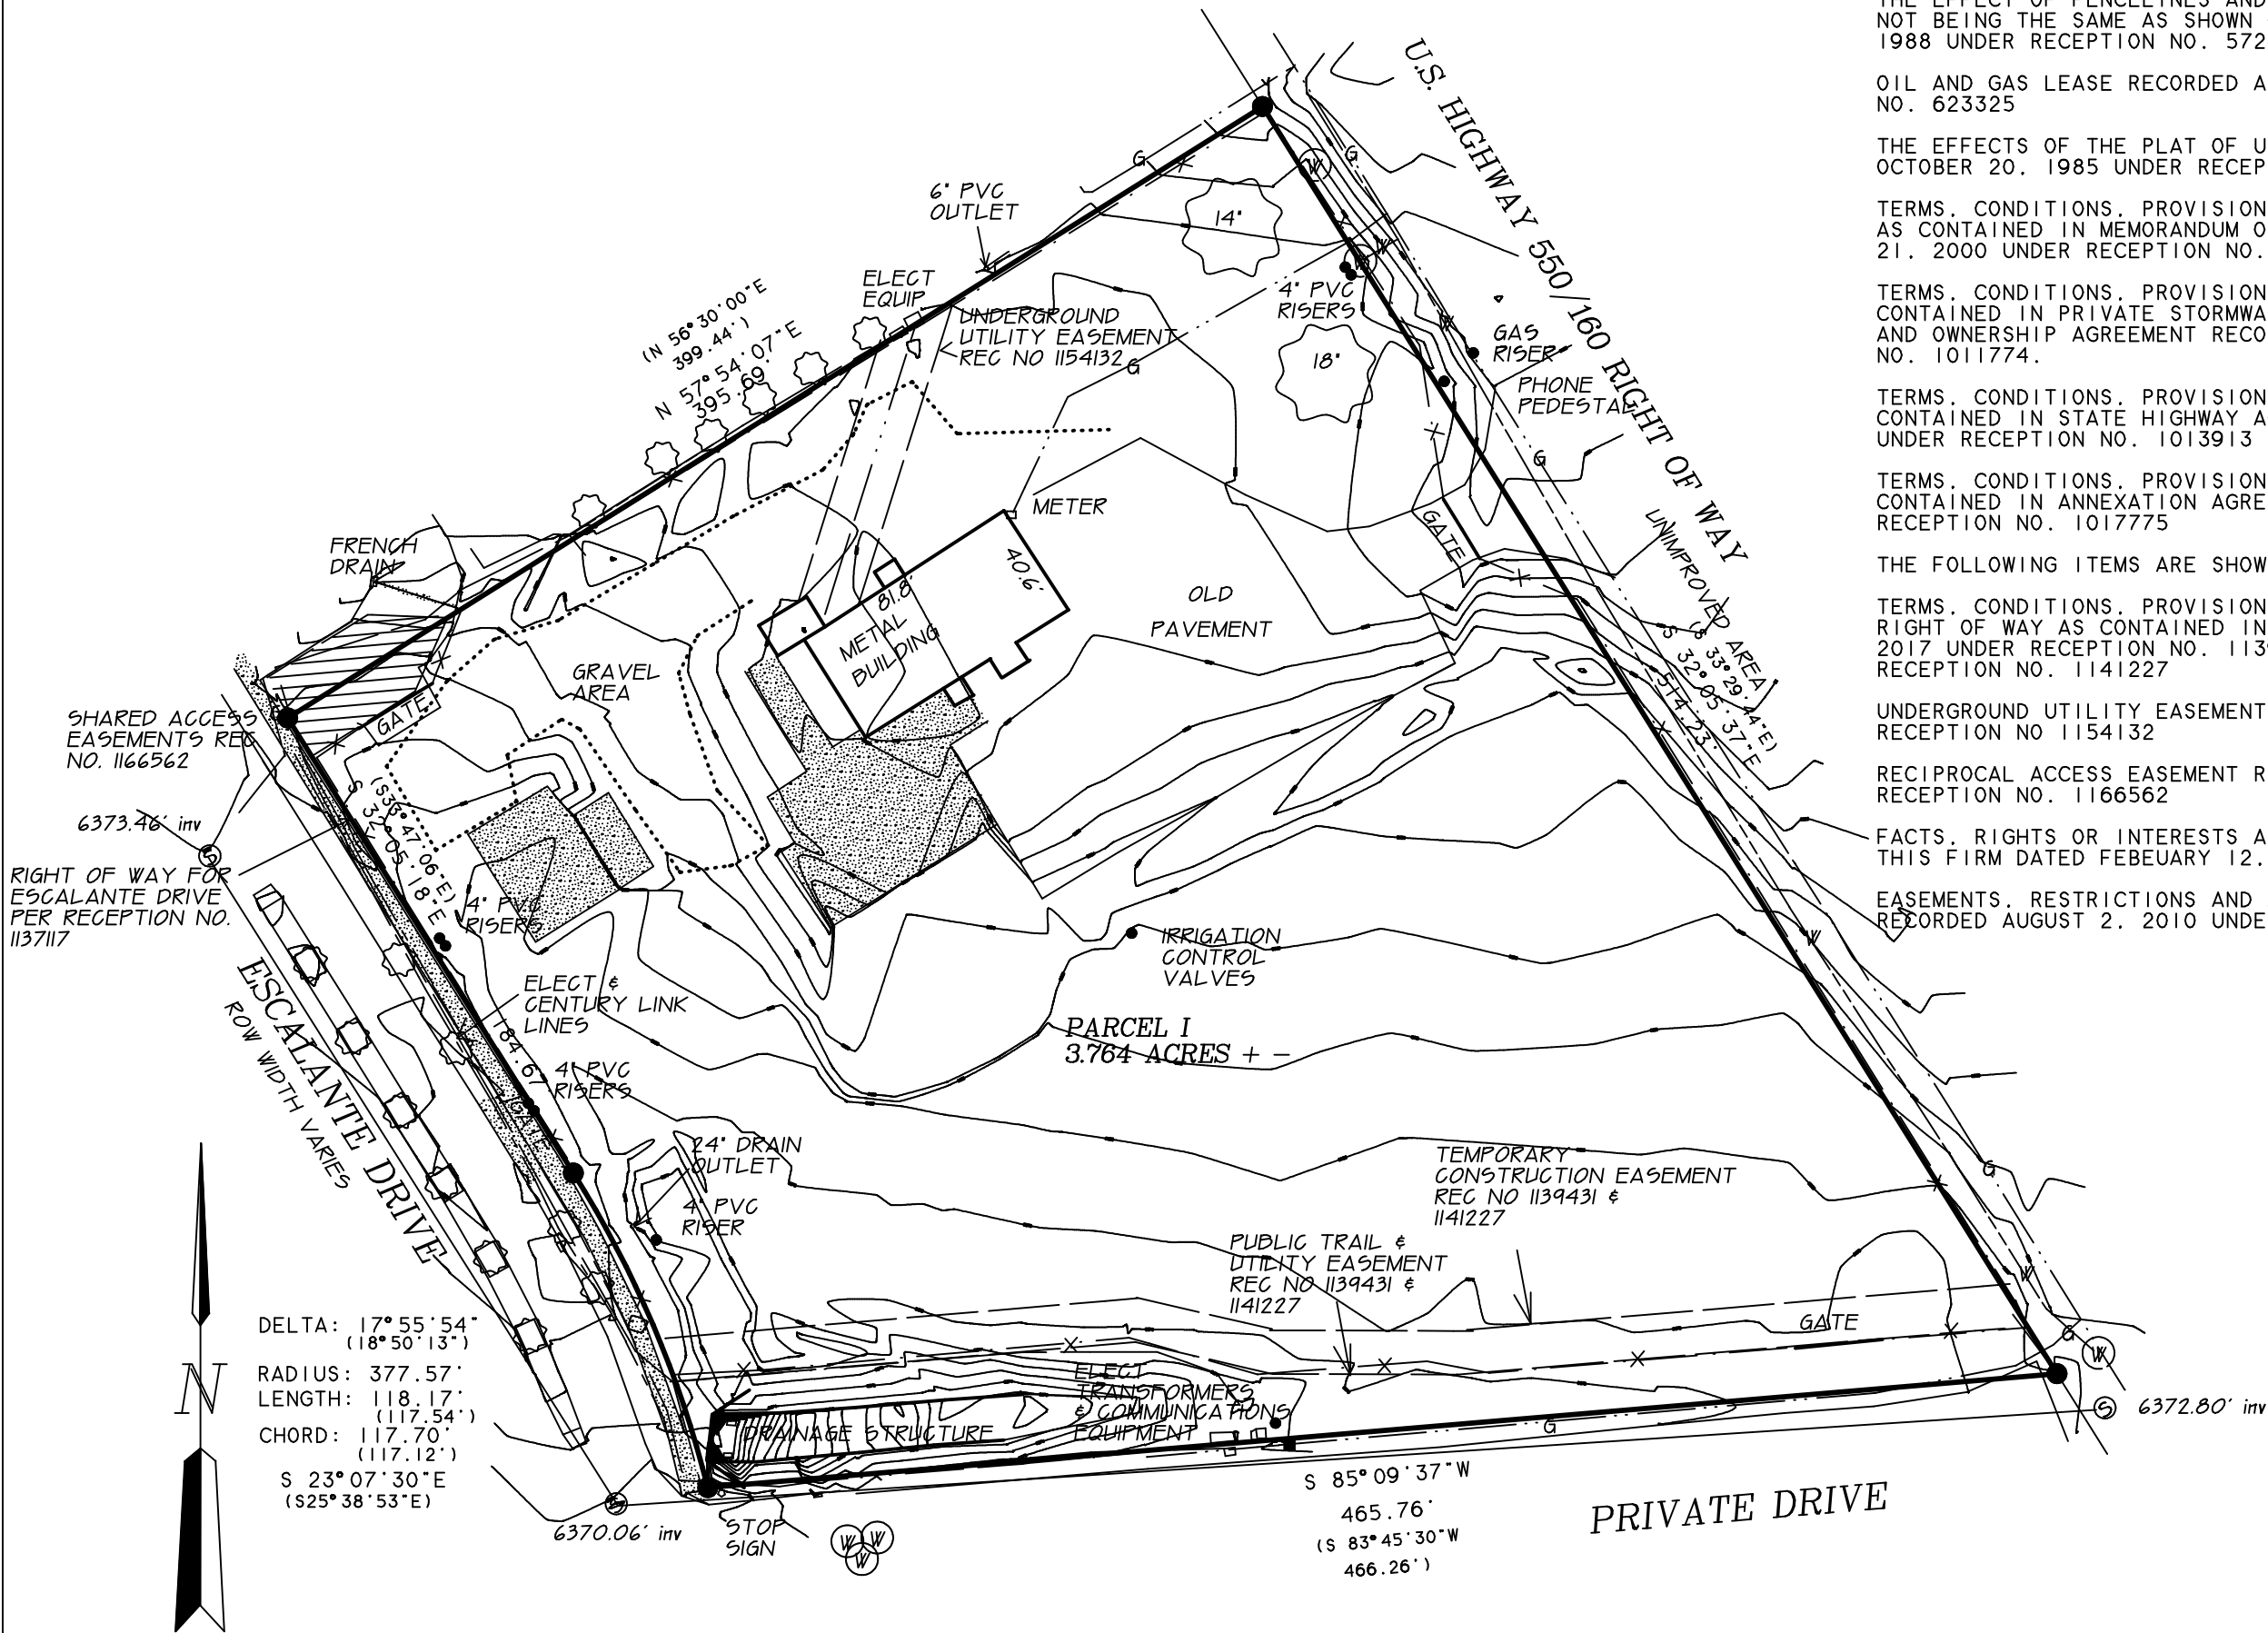 THE EFFECT OF FENCELINES AND
NOT BEING THE SAME AS SHOWN
1988 UNDER RECEPTION NO. 572
OIL AND GAS LEASE RECORDED A
NO. 623325
THE EFFECTS OF THE PLAT OF U
OCTOBER 20. 1985 UNDER RECEP
TERMS. CONDITIONS. PROVISION
AS CONTAINED IN MEMORANDUM O
21. 2000 UNDER RECEPTION NO.
TERMS. CONDITIONS. PROVISION
CONTAINED IN PRIVATE STORMWA
AND OWNERSHIP AGREEMENT RECO
NO. 1011774.
TERMS. CONDITIONS. PROVISION
CONTAINED IN STATE HIGHWAY A
UNDER RECEPTION NO. 1013913
TERMS. CONDITIONS. PROVISION
CONTAINED IN ANNEXATION AGRE
RECEPTION NO. 1017775
THE FOLLOWING ITEMS ARE SHOW
TERMS. CONDITIONS. PROVISION
RIGHT OF WAY AS CONTAINED IN
2017 UNDER RECEPTION NO. 1139
RECEPTION NO. 1141227
UNDERGROUND UTILITY EASEMENT
RECEPTION NO 1154132
RECIPROCAL ACCESS EASEMENT R
RECEPTION NO. 1166562
FACTS. RIGHTS OR INTERESTS A
THIS FIRM DATED FEBEUARY 12.
EASEMENTS. RESTRICTIONS AND
RECORDED AUGUST 2. 2010 UNDE
U.S. HIGHWAY 550/160 RIGHT OF WAY
G
G
W
14"
6" PVC
OUTLET
W
W
ELECT
EQUIP
4" PVC
RISERS
(N 56°30'00"E
399.44')
N 57°54'07"E
395.69'
UNDERGROUND
UTILITY EASEMENT
REC NO 1154132
G
18"
W
GAS
RISER
PHONE
PEDESTAL
G
METER
GATE
UNIMPROVED AREA
FRENCH
DRAIN
40.6'
81.8'
METAL
BUILDING
OLD
PAVEMENT
(S 33°29'44"E)
S 32°05'37"E
514.23'
GRAVEL
AREA
GATE
SHARED ACCESS
EASEMENTS REC
NO. 1166562
(S33°47'06"E)
S 32°05'18"E
184.67'
6373.46' inv
S
RIGHT OF WAY FOR
ESCALANTE DRIVE
PER RECEPTION NO.
1137117
4" PVC
RISERS
IRRIGATION
CONTROL
VALVES
G
W
ELECT &
CENTURY LINK
LINES
ESCALANTE DRIVE
ROW WIDTH VARIES
PARCEL I
3.764 ACRES + -
4" PVC
RISERS
GATE
24" DRAIN
OUTLET
4" PVC
RISER
TEMPORARY
CONSTRUCTION EASEMENT
REC NO 1139431 &
1141227
G
PUBLIC TRAIL &
UTILITY EASEMENT
REC NO 1139431 &
1141227
W
GATE
G
W
DELTA: 17°55'54"
(18°50'13")
RADIUS: 377.57'
LENGTH: 118.17'
(117.54')
CHORD: 117.70'
(117.12')
S 23°07'30"E
(S25°38'53"E)
N
ELECT
TRANSFORMERS
& COMMUNICATIONS
EQUIPMENT
DRAINAGE STRUCTURE
G
S
6372.80' inv
S 85°09'37"W
465.76'
(S 83°45'30"W
466.26')
PRIVATE DRIVE
S
6370.06' inv
STOP
SIGN
W
W
W